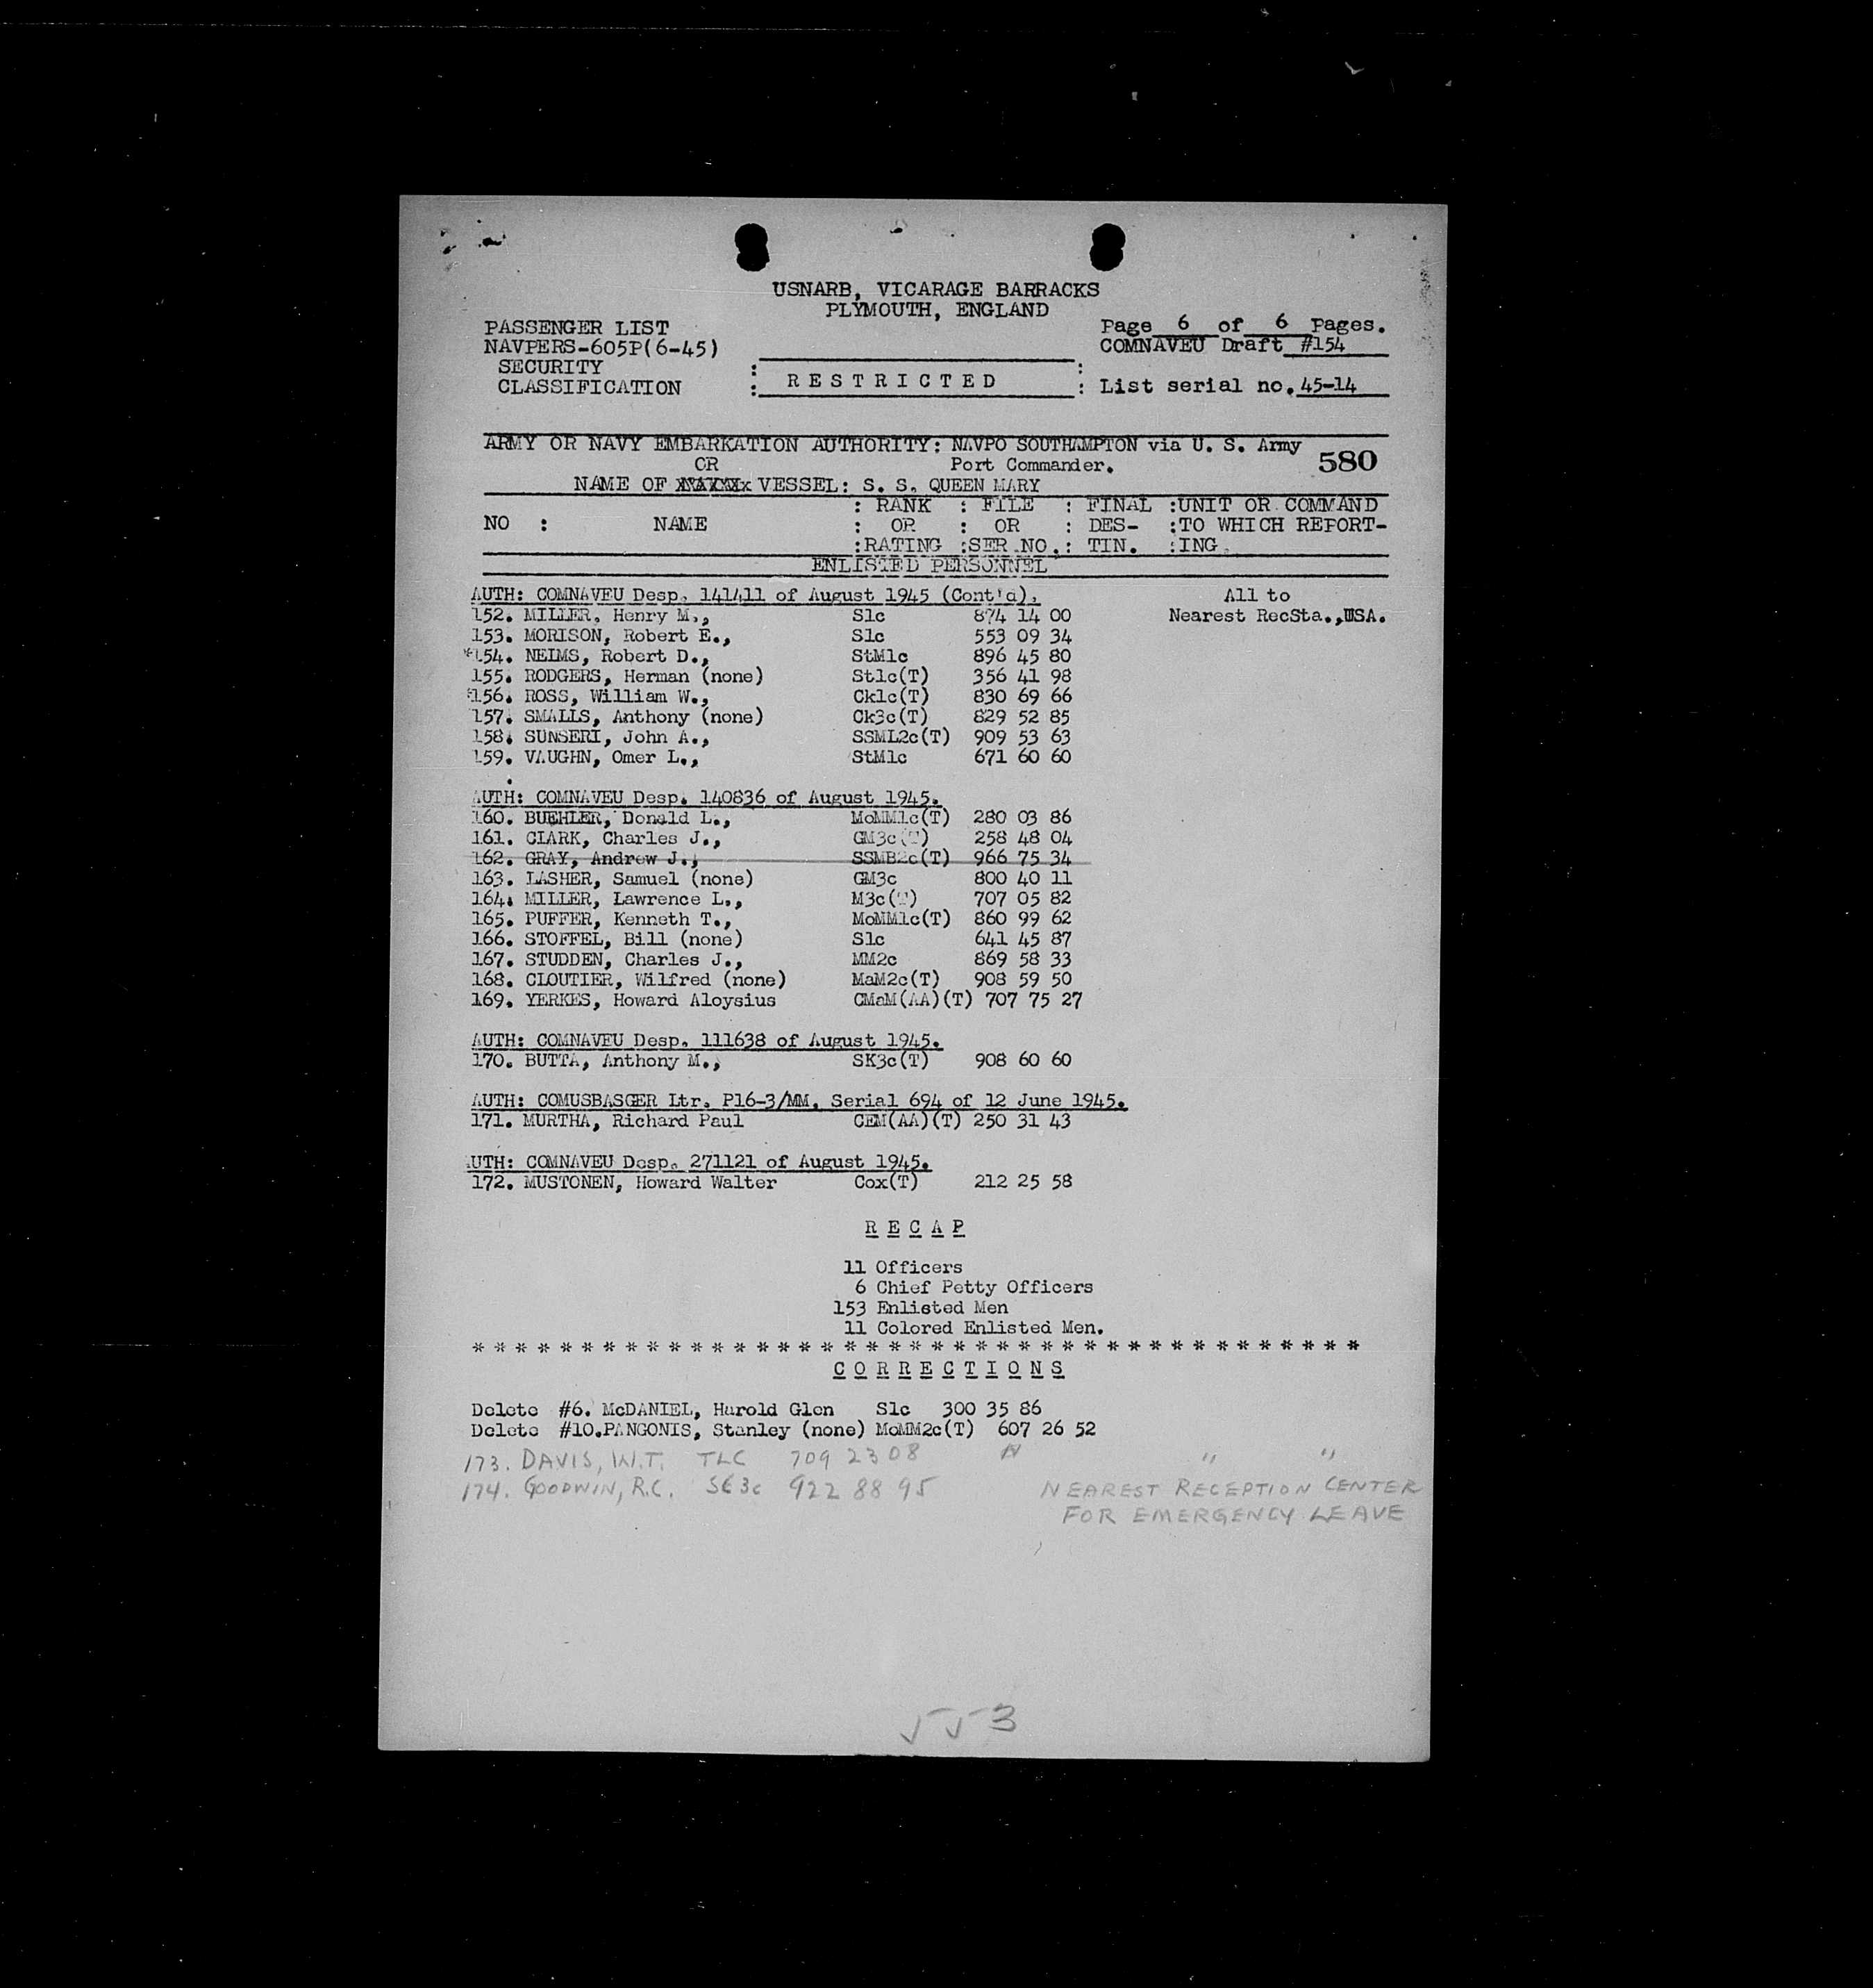 USNARB, VICARAGE BARRACKS
PLYMOUTH, ENGLAND
PASSENGER LIST
NAVPERS-605P(6-45)
Page 6 of 6 Pages.
COMNAVEU Draft #154
SECURITY
CLASSIFICATION
: RESTRICTED :
: List serial no. 45-14
ARMY OR NAVY EMBARKATION AUTHORITY: NAVPO SOUTHAMPTON via U. S. Army
OR Port Commander. 580
NAME OF VESSEL: S. S. QUEEN MARY
: RANK : FILE : FINAL :UNIT OR COMMAND
NO : NAME : OR : OR : DES- :TO WHICH REPORT-
:RATING :SER.NO.: TIN. :ING.
ENLISTED PERSONNEL
AUTH: COMNAVEU Desp. 141411 of August 1945 (Cont'd). All to
152. MILLER, Henry M., S1c 874 14 00 Nearest RecSta.,USA.
153. MORISON, Robert E., S1c 553 09 34
*154. NEIMS, Robert D., StM1c 896 45 80
155. RODGERS, Herman (none) St1c(T) 356 41 98
*156. ROSS, William W., Ck1c(T) 830 69 66
157. SMALLS, Anthony (none) Ck3c(T) 829 52 85
158. SUNSERI, John A., SSML2c(T) 909 53 63
159. VAUGHN, Omer L., StM1c 671 60 60
AUTH: COMNAVEU Desp. 140836 of August 1945.
160. BUEHLER, Donald L., MoMM1c(T) 280 03 86
161. CLARK, Charles J., GM3c(T) 258 48 04
162. GRAY, Andrew J., SSMB2c(T) 966 75 34
163. LASHER, Samuel (none) GM3c 800 40 11
164. MILLER, Lawrence L., M3c(T) 707 05 82
165. PUFFER, Kenneth T., MoMM1c(T) 860 99 62
166. STOFFEL, Bill (none) S1c 641 45 87
167. STUDDEN, Charles J., MM2c 869 58 33
168. CLOUTIER, Wilfred (none) MaM2c(T) 908 59 50
169. YERKES, Howard Aloysius CMaM(AA)(T) 707 75 27
AUTH: COMNAVEU Desp. 111638 of August 1945.
170. BUTTA, Anthony M., SK3c(T) 908 60 60
AUTH: COMUSBASGER Ltr. P16-3/MM. Serial 694 of 12 June 1945.
171. MURTHA, Richard Paul CEM(AA)(T) 250 31 43
AUTH: COMNAVEU Desp. 271121 of August 1945.
172. MUSTONEN, Howard Walter Cox(T) 212 25 58
RECAP
11 Officers
6 Chief Petty Officers
153 Enlisted Men
11 Colored Enlisted Men.
* * * * * * * * * * * * * * * * * * * * * * * * * * * * * * * * * * * * * * * * *
CORRECTIONS
Delete #6. McDANIEL, Harold Glen S1c 300 35 86
Delete #10.PANGONIS, Stanley (none) MoMM2c(T) 607 26 52
173. DAVIS, W.T. TLC 709 23 08 " "
174. GOODWIN, R.C. SC3c 922 88 95 NEAREST RECEPTION CENTER
FOR EMERGENCY LEAVE
553